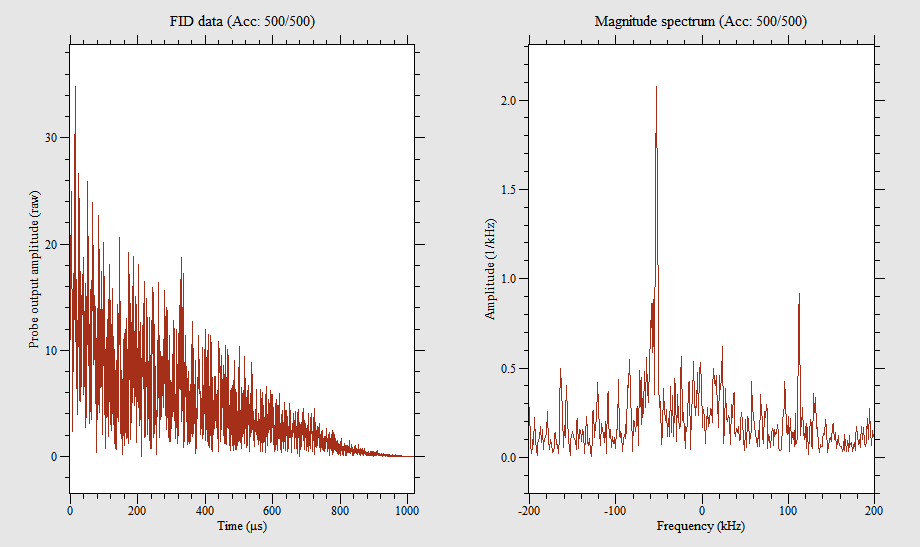 FID data (Acc: 500/500)
Probe output amplitude (raw)
30
20
10
0
0 200 400 600 800 1000
Time (µs)
Magnitude spectrum (Acc: 500/500)
Amplitude (1/kHz)
2.0
1.5
1.0
0.5
0.0
-200 -100 0 100 200
Frequency (kHz)